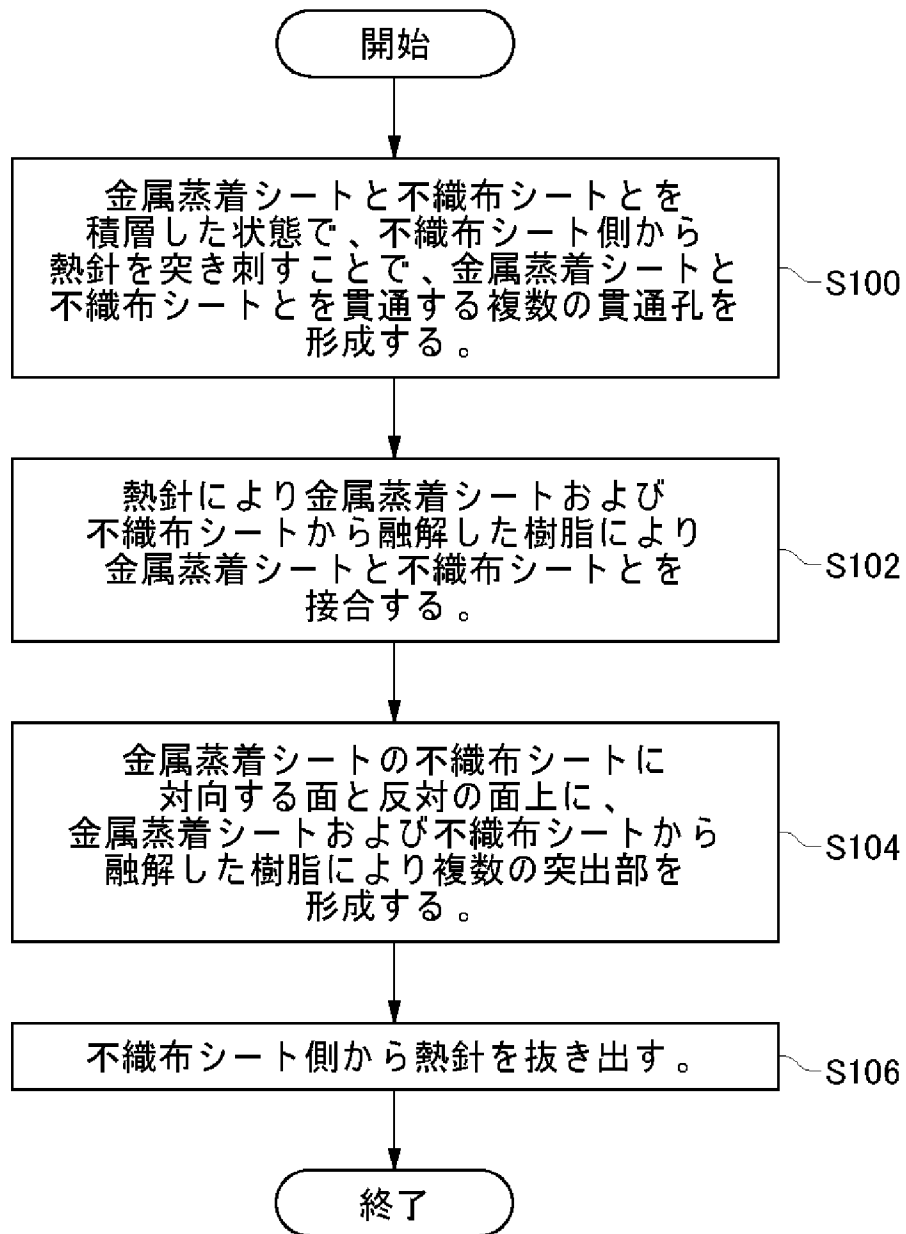 開始
金属蒸着シートと不織布シートとを
積層した状態で、不織布シート側から
熱針を突き刺すことで、金属蒸着シートと
不織布シートとを貫通する複数の貫通孔を
形成する。
S100
熱針により金属蒸着シートおよび
不織布シートから融解した樹脂により
金属蒸着シートと不織布シートとを
接合する。
S102
金属蒸着シートの不織布シートに
対向する面と反対の面上に、
金属蒸着シートおよび不織布シートから
融解した樹脂により複数の突出部を
形成する。
S104
不織布シート側から熱針を抜き出す。
S106
終了